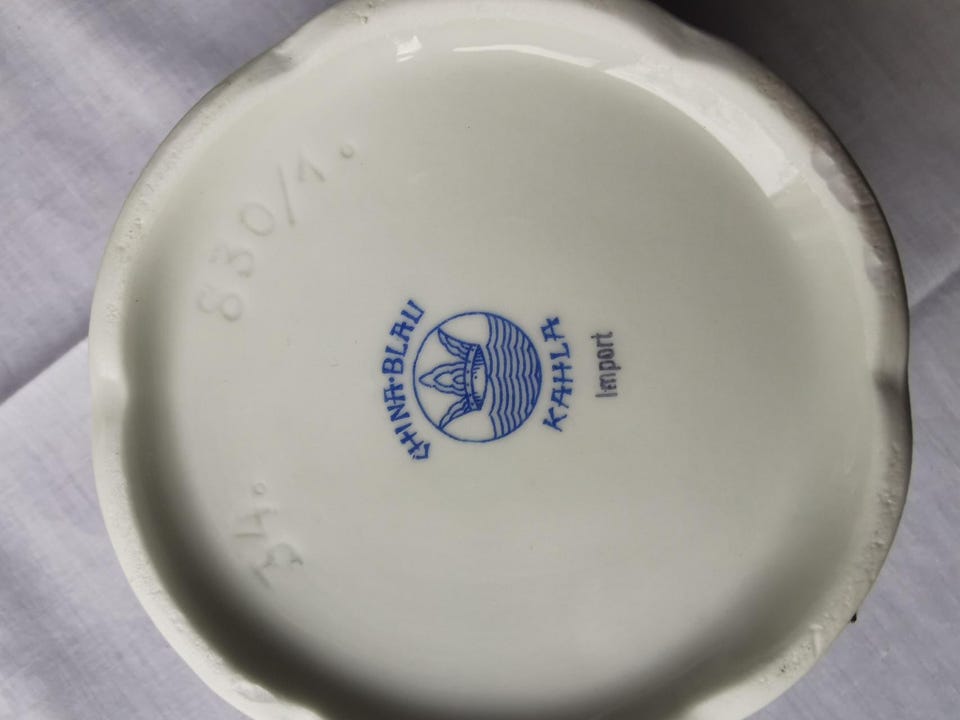 CHINA·BLAU
KAHLA
Import
830/1.
34.